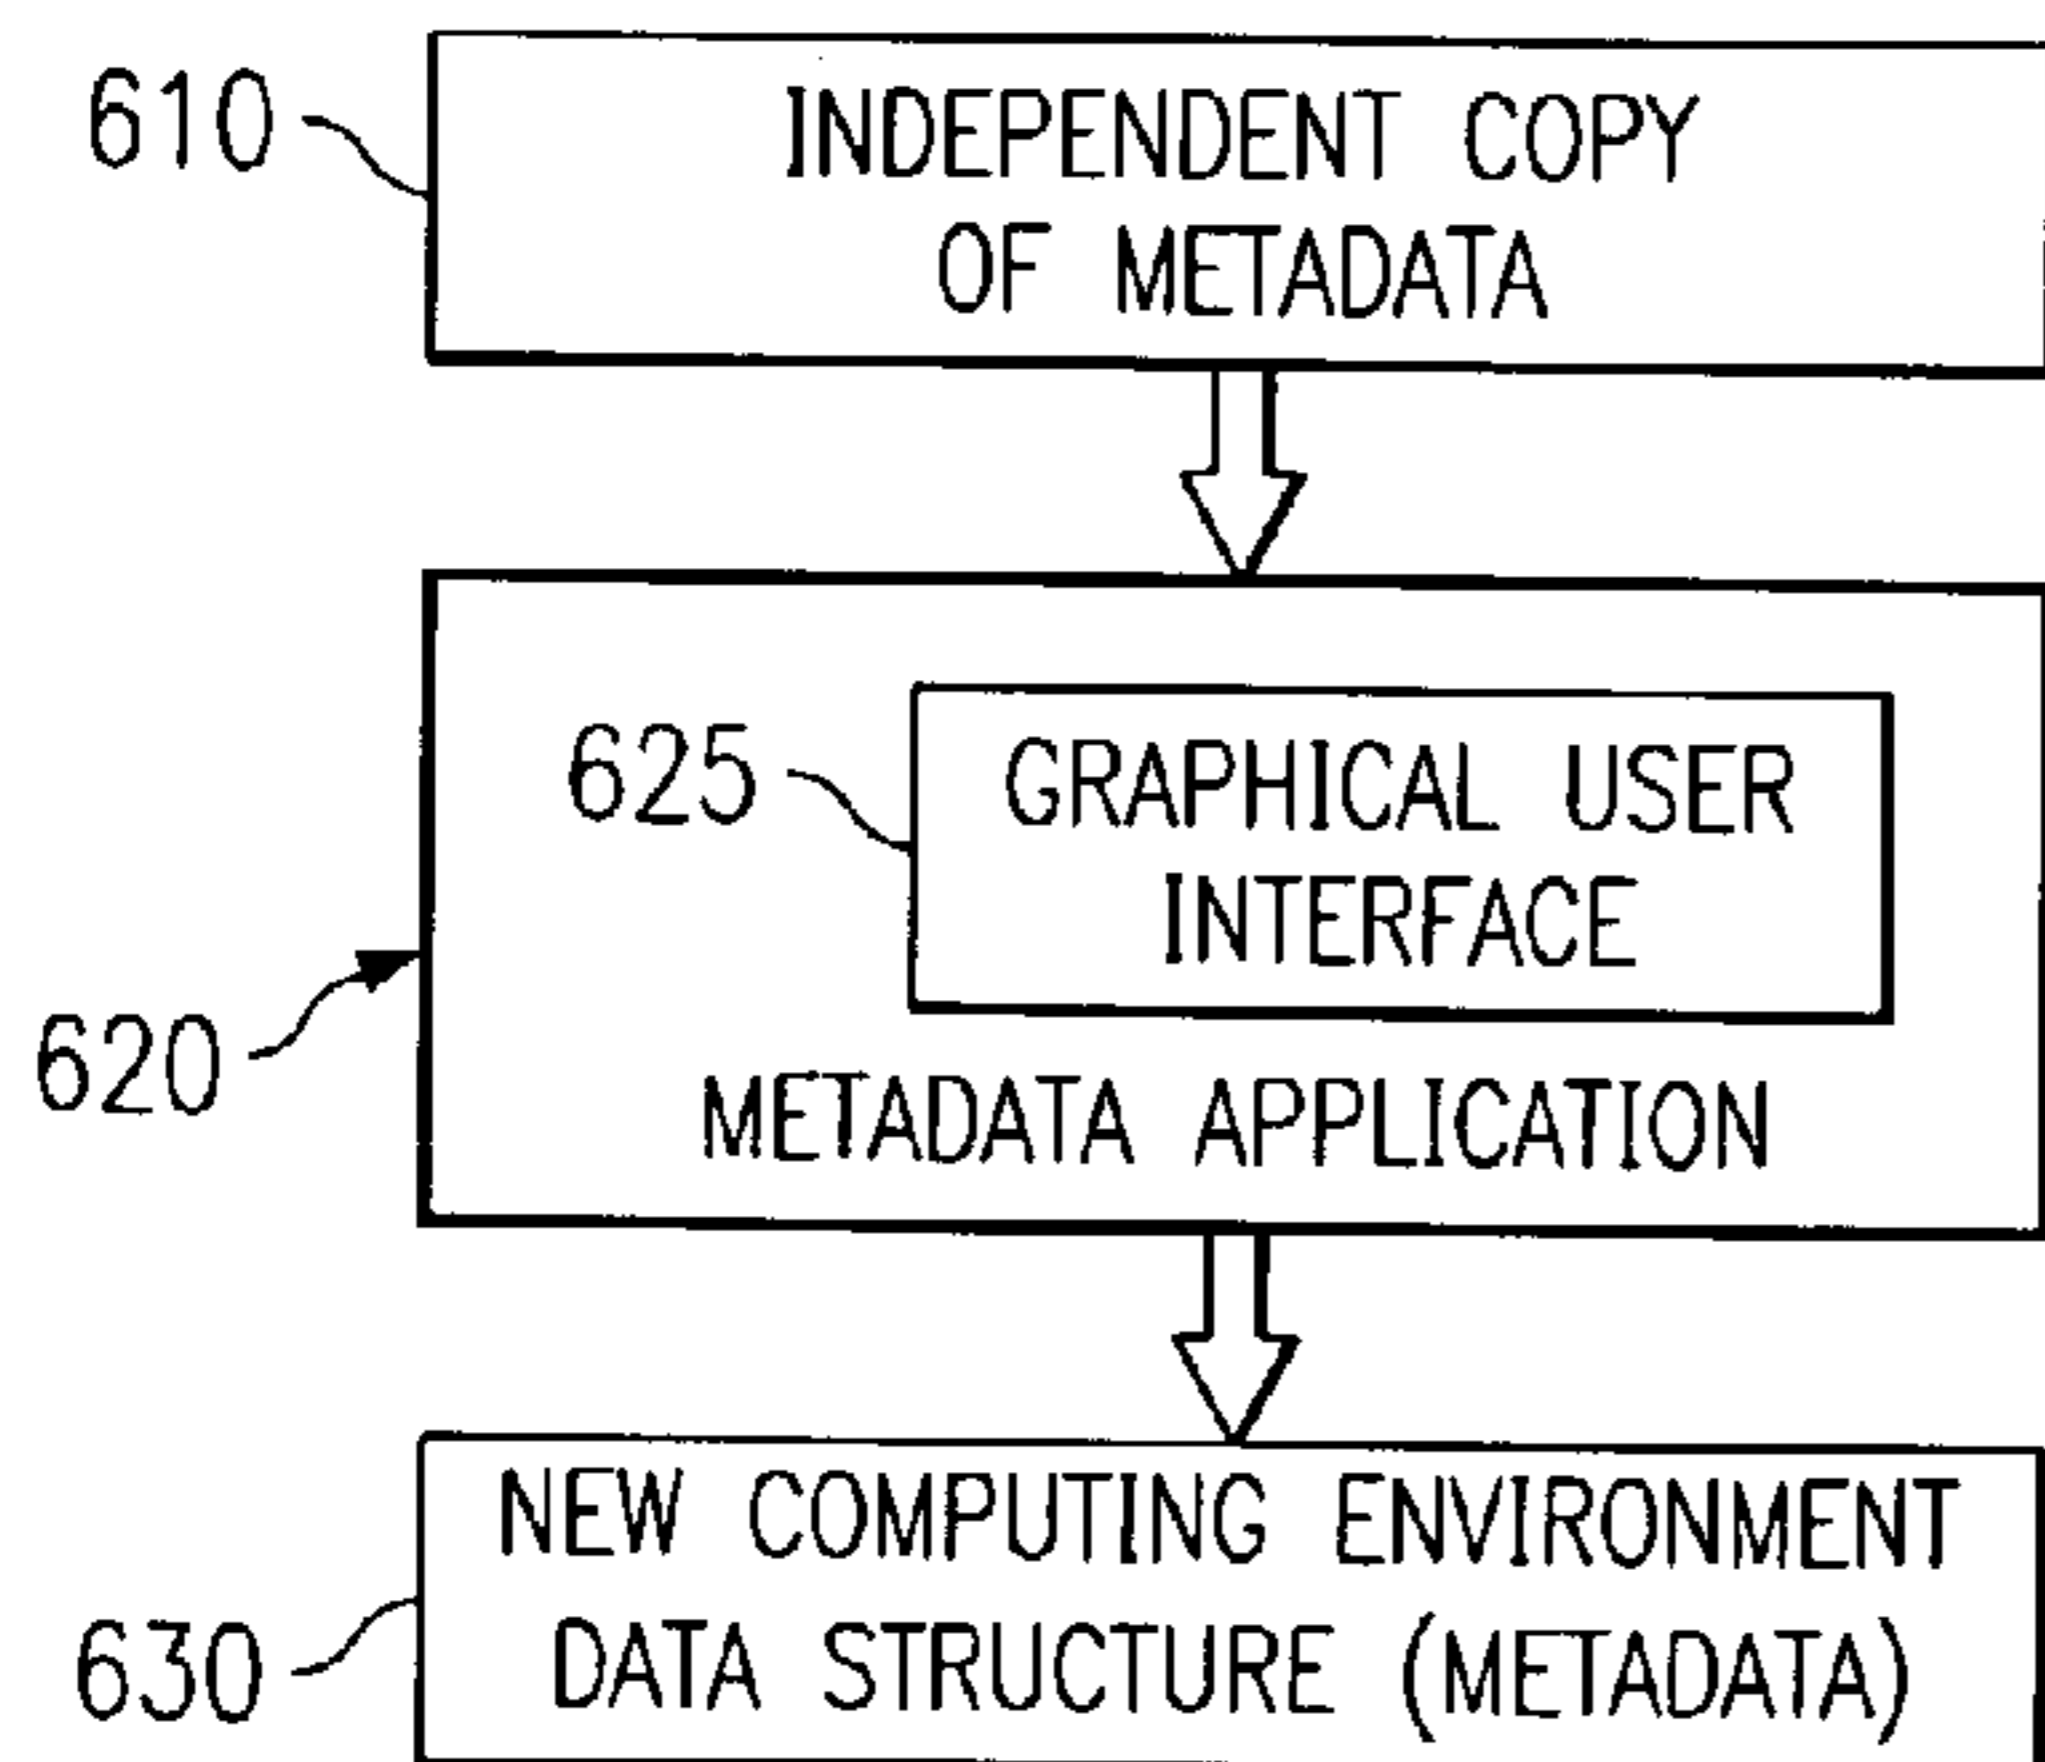 610
INDEPENDENT COPY
OF METADATA
625
GRAPHICAL USER
INTERFACE
620
METADATA APPLICATION
NEW COMPUTING ENVIRONMENT
630
DATA STRUCTURE (METADATA)